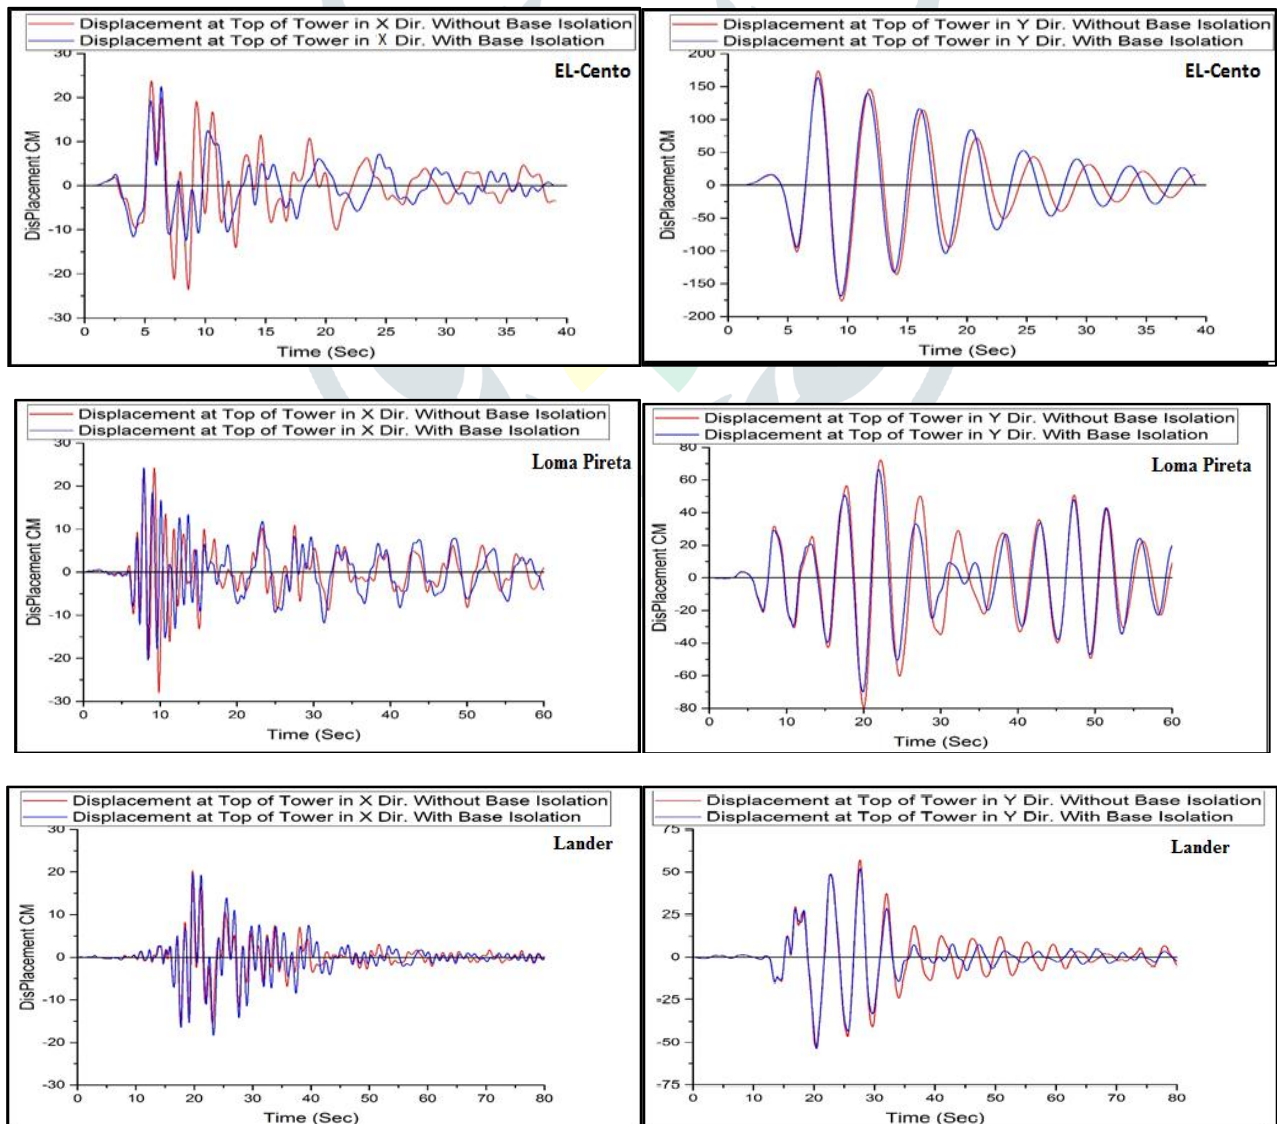 Displacement at Top of Tower in X Dir. Without Base Isolation
Displacement at Top of Tower in X Dir. With Base Isolation
EL-Cento
DisPlacement CM
30
20
10
0
-10
-20
-30
0 5 10 15 20 25 30 35 40
Time (Sec)
Displacement at Top of Tower in Y Dir. Without Base Isolation
Displacement at Top of Tower in Y Dir. With Base Isolation
EL-Cento
DisPlacement CM
200
150
100
50
0
-50
-100
-150
-200
0 5 10 15 20 25 30 35 40
Time (Sec)
Displacement at Top of Tower in X Dir. Without Base Isolation
Displacement at Top of Tower in X Dir. With Base Isolation
Loma Pireta
DisPlacement CM
30
20
10
0
-10
-20
-30
0 10 20 30 40 50 60
Time (Sec)
Displacement at Top of Tower in Y Dir. Without Base Isolation
Displacement at Top of Tower in Y Dir. With Base Isolation
Loma Pireta
DisPlacement CM
80
60
40
20
0
-20
-40
-60
-80
0 10 20 30 40 50 60
Time (Sec)
Displacement at Top of Tower in X Dir. Without Base Isolation
Displacement at Top of Tower in X Dir. With Base Isolation
Lander
DisPlacement CM
30
20
10
0
-10
-20
-30
0 10 20 30 40 50 60 70 80
Time (Sec)
Displacement at Top of Tower in Y Dir. Without Base Isolation
Displacement at Top of Tower in Y Dir. With Base Isolation
Lander
DisPlacement CM
75
50
25
0
-25
-50
-75
0 10 20 30 40 50 60 70 80
Time (Sec)